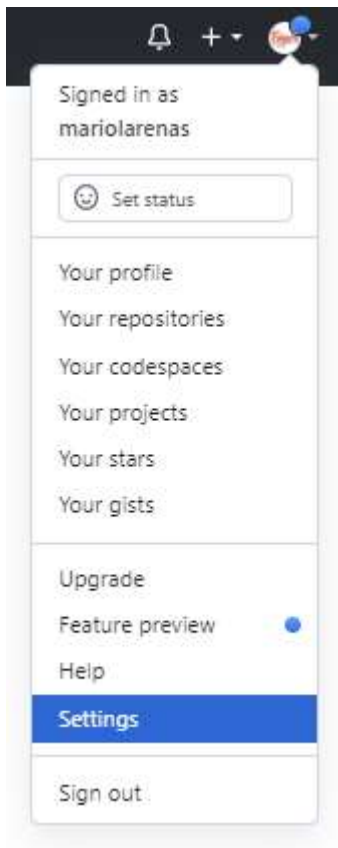 Signed in as
mariolarenas
Set status
Your profile
Your repositories
Your codespaces
Your projects
Your stars
Your gists
Upgrade
Feature preview
Help
Settings
Sign out